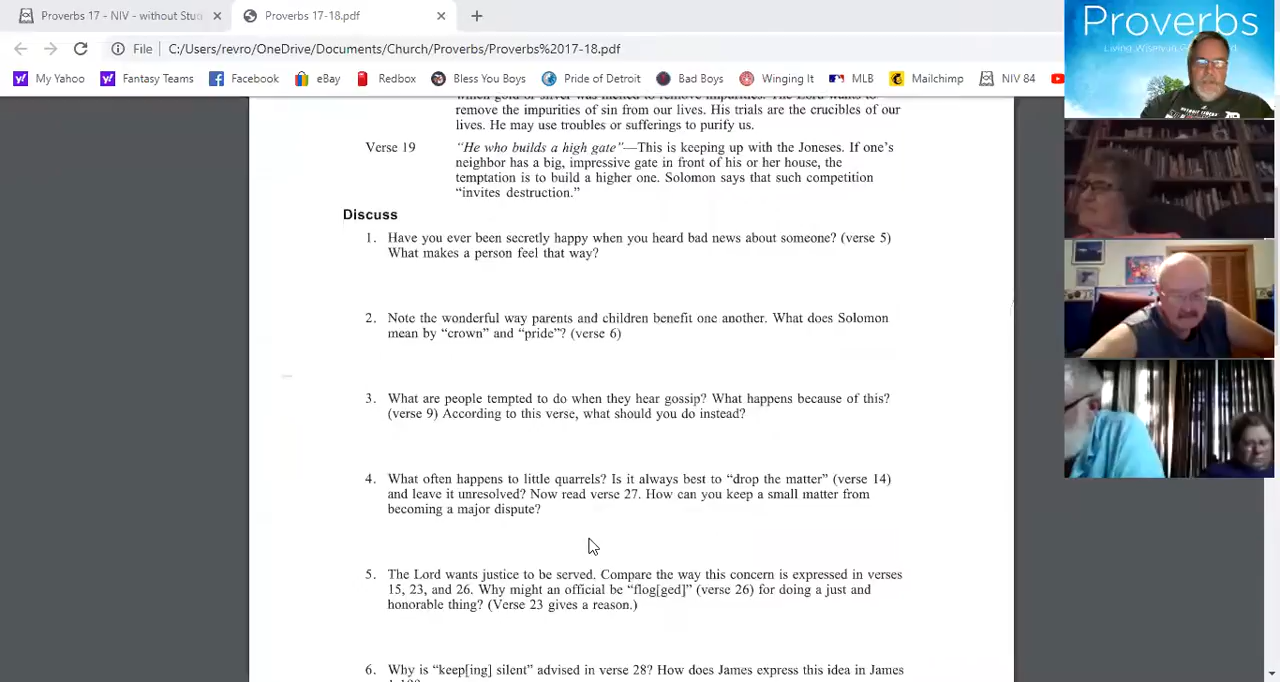 Proverbs 17 - NIV - without Stu
Proverbs 17-18.pdf
File
C:/Users/revro/OneDrive/Documents/Church/Proverbs/Proverbs%2017-18.pdf
My Yahoo
Fantasy Teams
Facebook
eBay
Redbox
Bless You Boys
Pride of Detroit
Bad Boys
Winging It
MLB
Mailchimp
NIV 84
Proverbs
which gold or silver was melted to remove impurities. The Lord wants to
remove the impurities of sin from our lives. His trials are the crucibles of our
lives. He may use troubles or sufferings to purify us.
Verse 19 "He who builds a high gate"—This is keeping up with the Joneses. If one's
neighbor has a big, impressive gate in front of his or her house, the
temptation is to build a higher one. Solomon says that such competition
"invites destruction."
Discuss
1. Have you ever been secretly happy when you heard bad news about someone? (verse 5)
What makes a person feel that way?
2. Note the wonderful way parents and children benefit one another. What does Solomon
mean by "crown" and "pride"? (verse 6)
3. What are people tempted to do when they hear gossip? What happens because of this?
(verse 9) According to this verse, what should you do instead?
4. What often happens to little quarrels? Is it always best to "drop the matter" (verse 14)
and leave it unresolved? Now read verse 27. How can you keep a small matter from
becoming a major dispute?
5. The Lord wants justice to be served. Compare the way this concern is expressed in verses
15, 23, and 26. Why might an official be "flog[ged]" (verse 26) for doing a just and
honorable thing? (Verse 23 gives a reason.)
6. Why is "keep[ing] silent" advised in verse 28? How does James express this idea in James